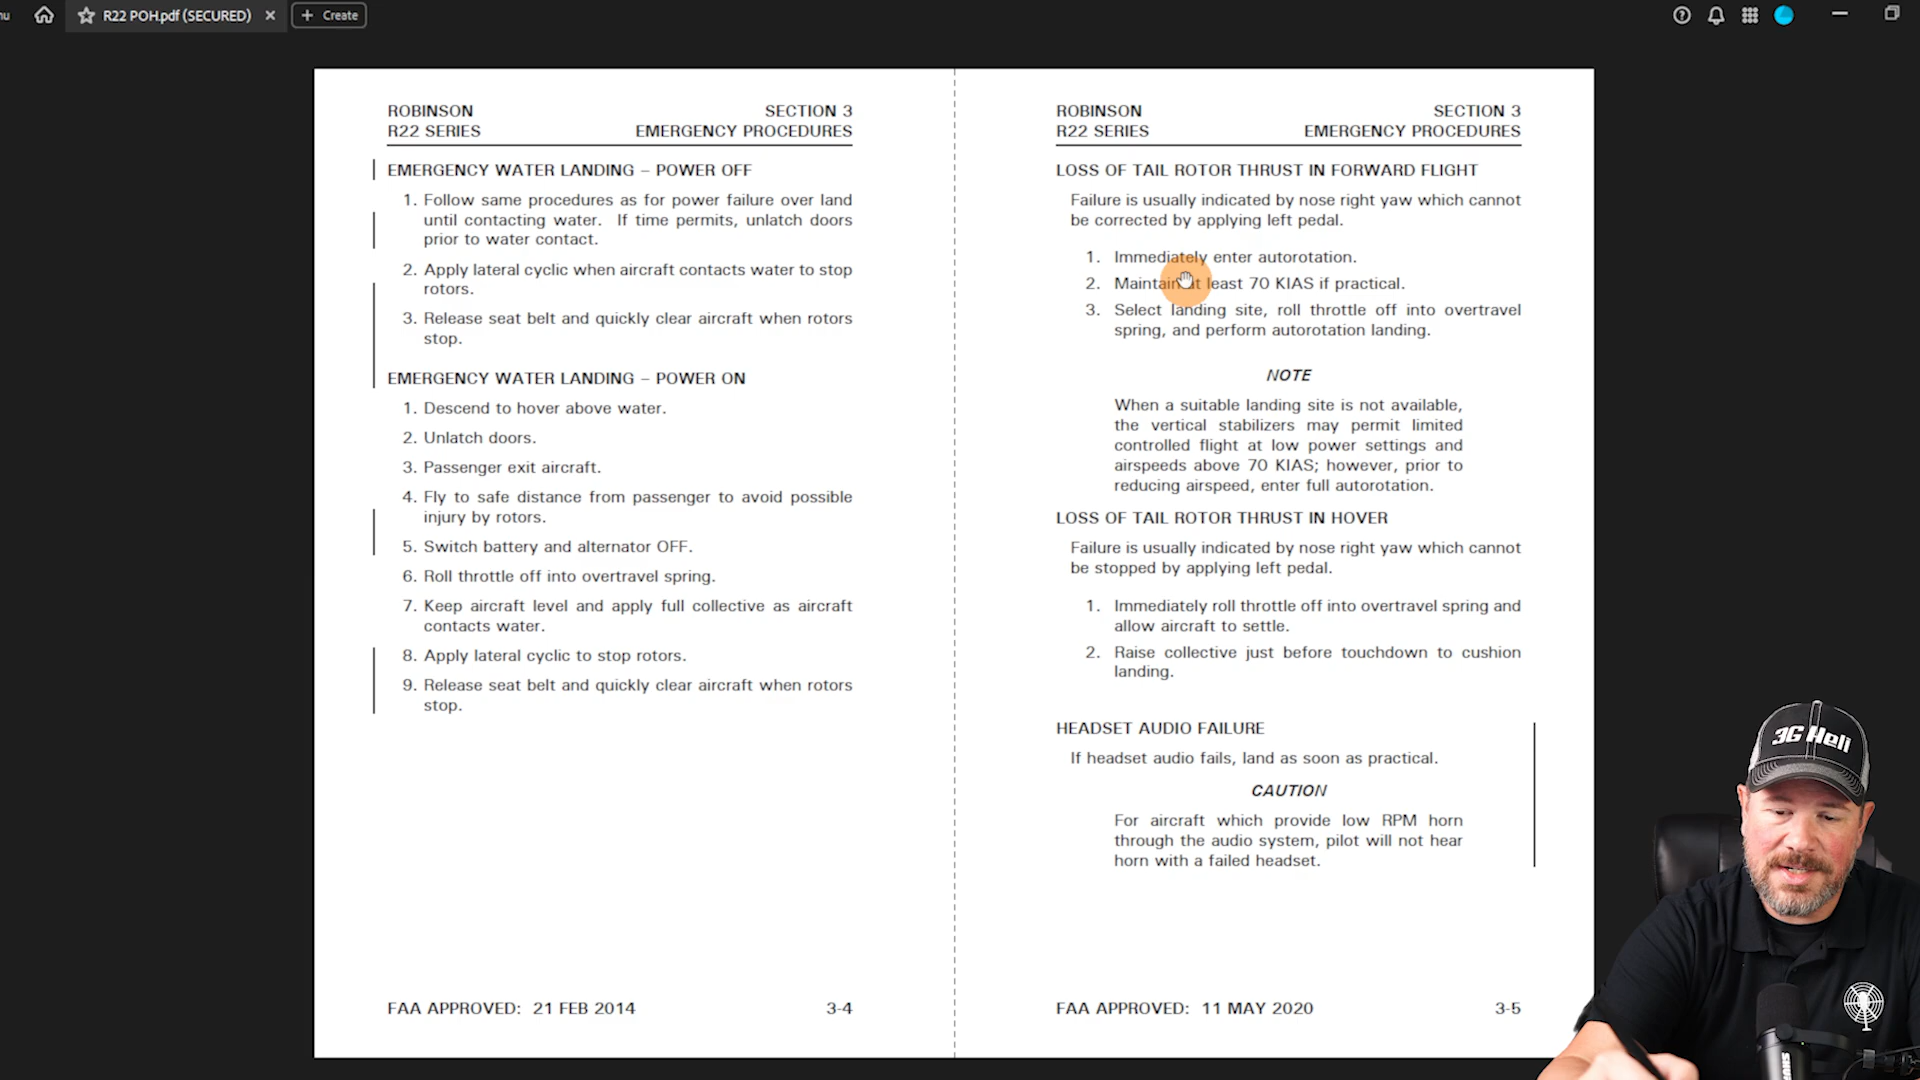 nu
R22 POH.pdf (SECURED)
Create
ROBINSON SECTION 3
R22 SERIES EMERGENCY PROCEDURES
EMERGENCY WATER LANDING – POWER OFF
1. Follow same procedures as for power failure over land
until contacting water. If time permits, unlatch doors
prior to water contact.
2. Apply lateral cyclic when aircraft contacts water to stop
rotors.
3. Release seat belt and quickly clear aircraft when rotors
stop.
EMERGENCY WATER LANDING – POWER ON
1. Descend to hover above water.
2. Unlatch doors.
3. Passenger exit aircraft.
4. Fly to safe distance from passenger to avoid possible
injury by rotors.
5. Switch battery and alternator OFF.
6. Roll throttle off into overtravel spring.
7. Keep aircraft level and apply full collective as aircraft
contacts water.
8. Apply lateral cyclic to stop rotors.
9. Release seat belt and quickly clear aircraft when rotors
stop.
FAA APPROVED: 21 FEB 2014 3-4
ROBINSON SECTION 3
R22 SERIES EMERGENCY PROCEDURES
LOSS OF TAIL ROTOR THRUST IN FORWARD FLIGHT
Failure is usually indicated by nose right yaw which cannot
be corrected by applying left pedal.
1. Immediately enter autorotation.
2. Maintain at least 70 KIAS if practical.
3. Select landing site, roll throttle off into overtravel
spring, and perform autorotation landing.
NOTE
When a suitable landing site is not available,
the vertical stabilizers may permit limited
controlled flight at low power settings and
airspeeds above 70 KIAS; however, prior to
reducing airspeed, enter full autorotation.
LOSS OF TAIL ROTOR THRUST IN HOVER
Failure is usually indicated by nose right yaw which cannot
be stopped by applying left pedal.
1. Immediately roll throttle off into overtravel spring and
allow aircraft to settle.
2. Raise collective just before touchdown to cushion
landing.
HEADSET AUDIO FAILURE
If headset audio fails, land as soon as practical.
CAUTION
For aircraft which provide low RPM horn
through the audio system, pilot will not hear
horn with a failed headset.
FAA APPROVED: 11 MAY 2020 3-5
3G Heli